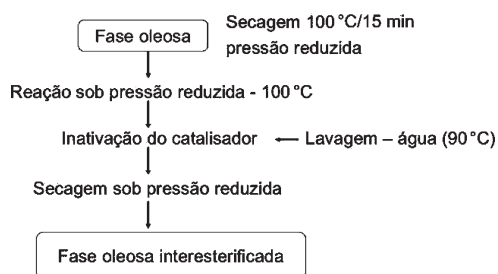 Fase oleosa
Secagem 100 °C/15 min
pressão reduzida
Reação sob pressão reduzida - 100 °C
Inativação do catalisador
Lavagem – água (90 °C)
Secagem sob pressão reduzida
Fase oleosa interesterificada